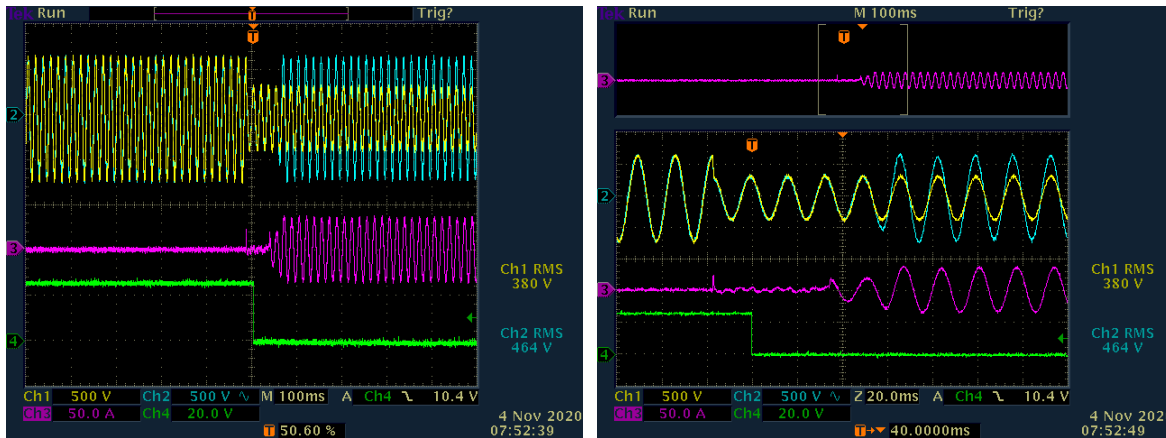 Run Trig?
T
T
2
3
4
Ch1 RMS
380 V
Ch2 RMS
464 V
Ch1 500 V Ch2 500 V ∿ M 100ms A Ch4 ꓶ 10.4 V
Ch3 50.0 A Ch4 20.0 V
T 50.60 %
4 Nov 2020
07:52:39
Run M 100ms Trig?
T
3
T
2
3
4
Ch1 RMS
380 V
Ch2 RMS
464 V
Ch1 500 V Ch2 500 V ∿ Z 20.0ms A Ch4 10.4 V
Ch3 50.0 A Ch4 20.0 V
T→▾ 40.0000ms
4 Nov 202
07:52:49